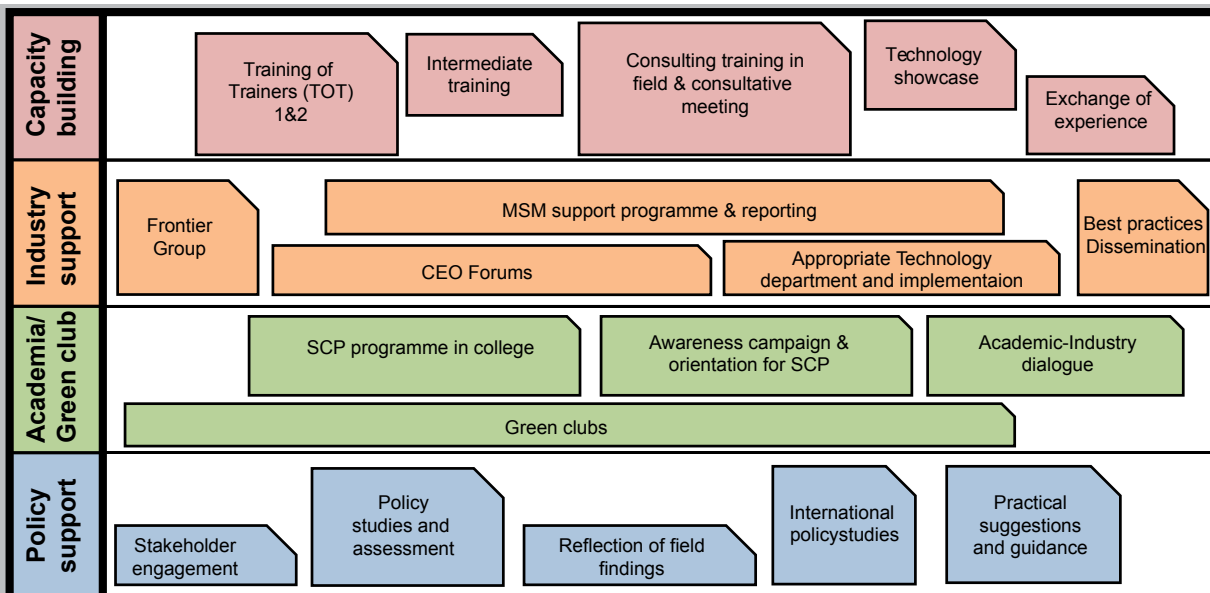 Capacity
building
Training of
Trainers (TOT)
1&2
Intermediate
training
Consulting training in
field & consultative
meeting
Technology
showcase
Exchange of
experience
Industry
support
Frontier
Group
MSM support programme & reporting
CEO Forums
Appropriate Technology
department and implementaion
Best practices
Dissemination
Academia/
Green club
SCP programme in college
Awareness campaign &
orientation for SCP
Academic-Industry
dialogue
Green clubs
Policy
support
Stakeholder
engagement
Policy
studies and
assessment
Reflection of field
findings
International
policystudies
Practical
suggestions
and guidance